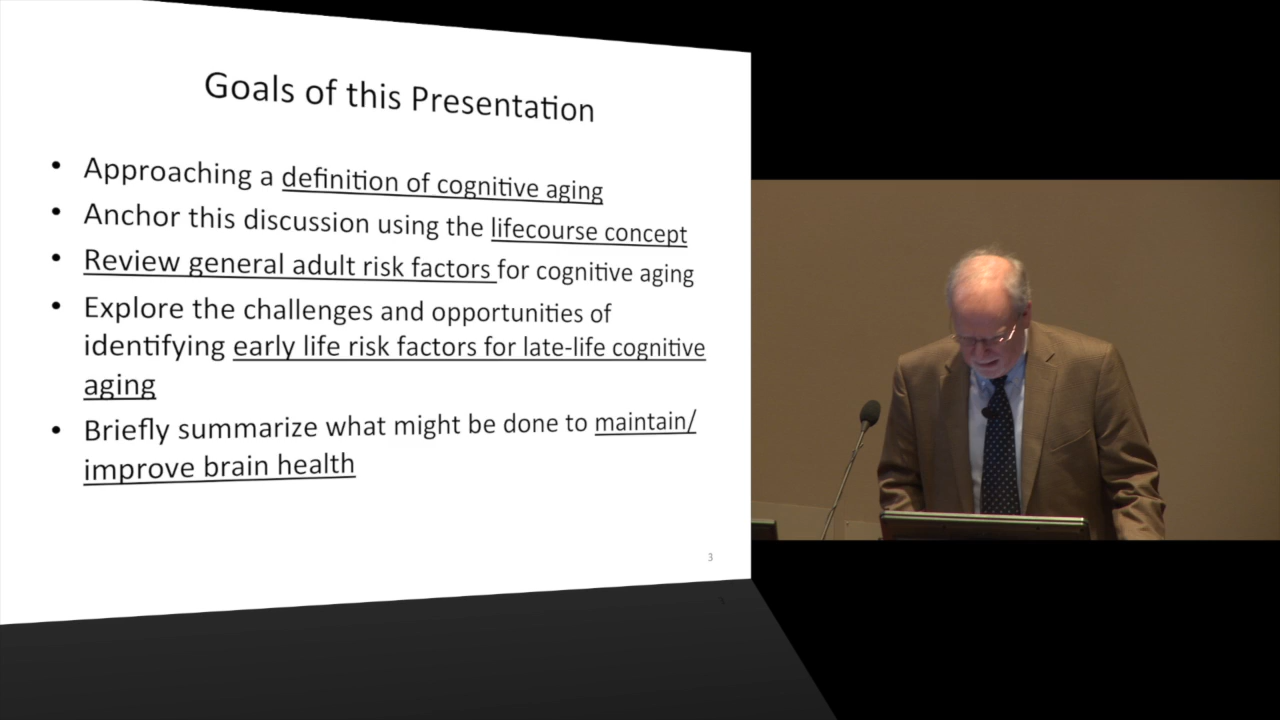 Goals of this Presentation
• Approaching a definition of cognitive aging
• Anchor this discussion using the lifecourse concept
• Review general adult risk factors for cognitive aging
• Explore the challenges and opportunities of
identifying early life risk factors for late-life cognitive
aging
• Briefly summarize what might be done to maintain/
improve brain health
3